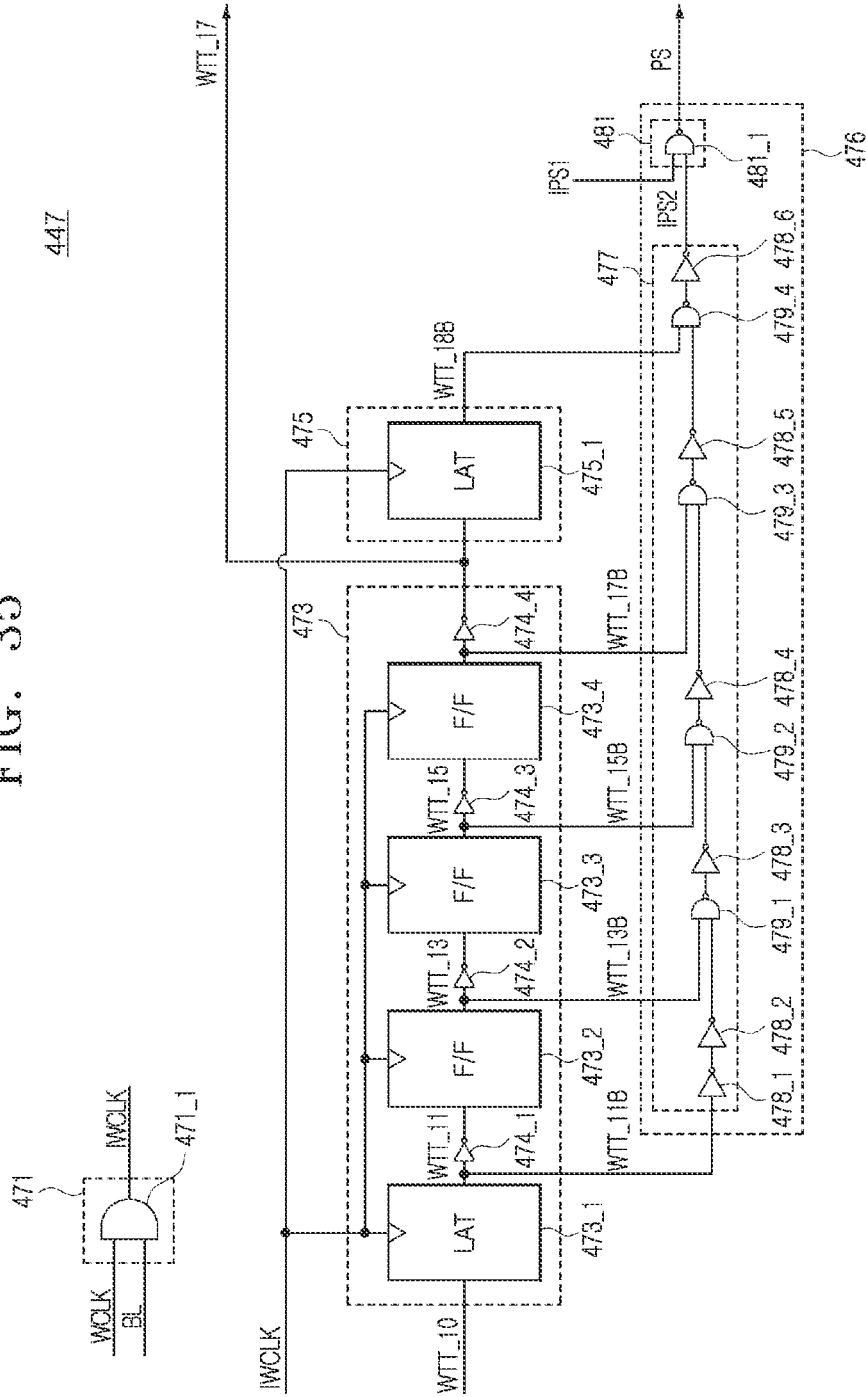 FIG. 35
447
471
WCLK
BL
IWCLK
471_1
WTT_17
IWCLK
WTT_10
473
LAT
473_1
WTT_11
474_1
F/F
473_2
WTT_13
474_2
F/F
473_3
WTT_15
474_3
F/F
473_4
474_4
475
LAT
475_1
WTT_18B
WTT_11B
WTT_13B
WTT_15B
WTT_17B
477
478_1
478_2
479_1
478_3
479_2
478_4
479_3
478_5
479_4
478_6
IPS1
IPS2
481
481_1
PS
476